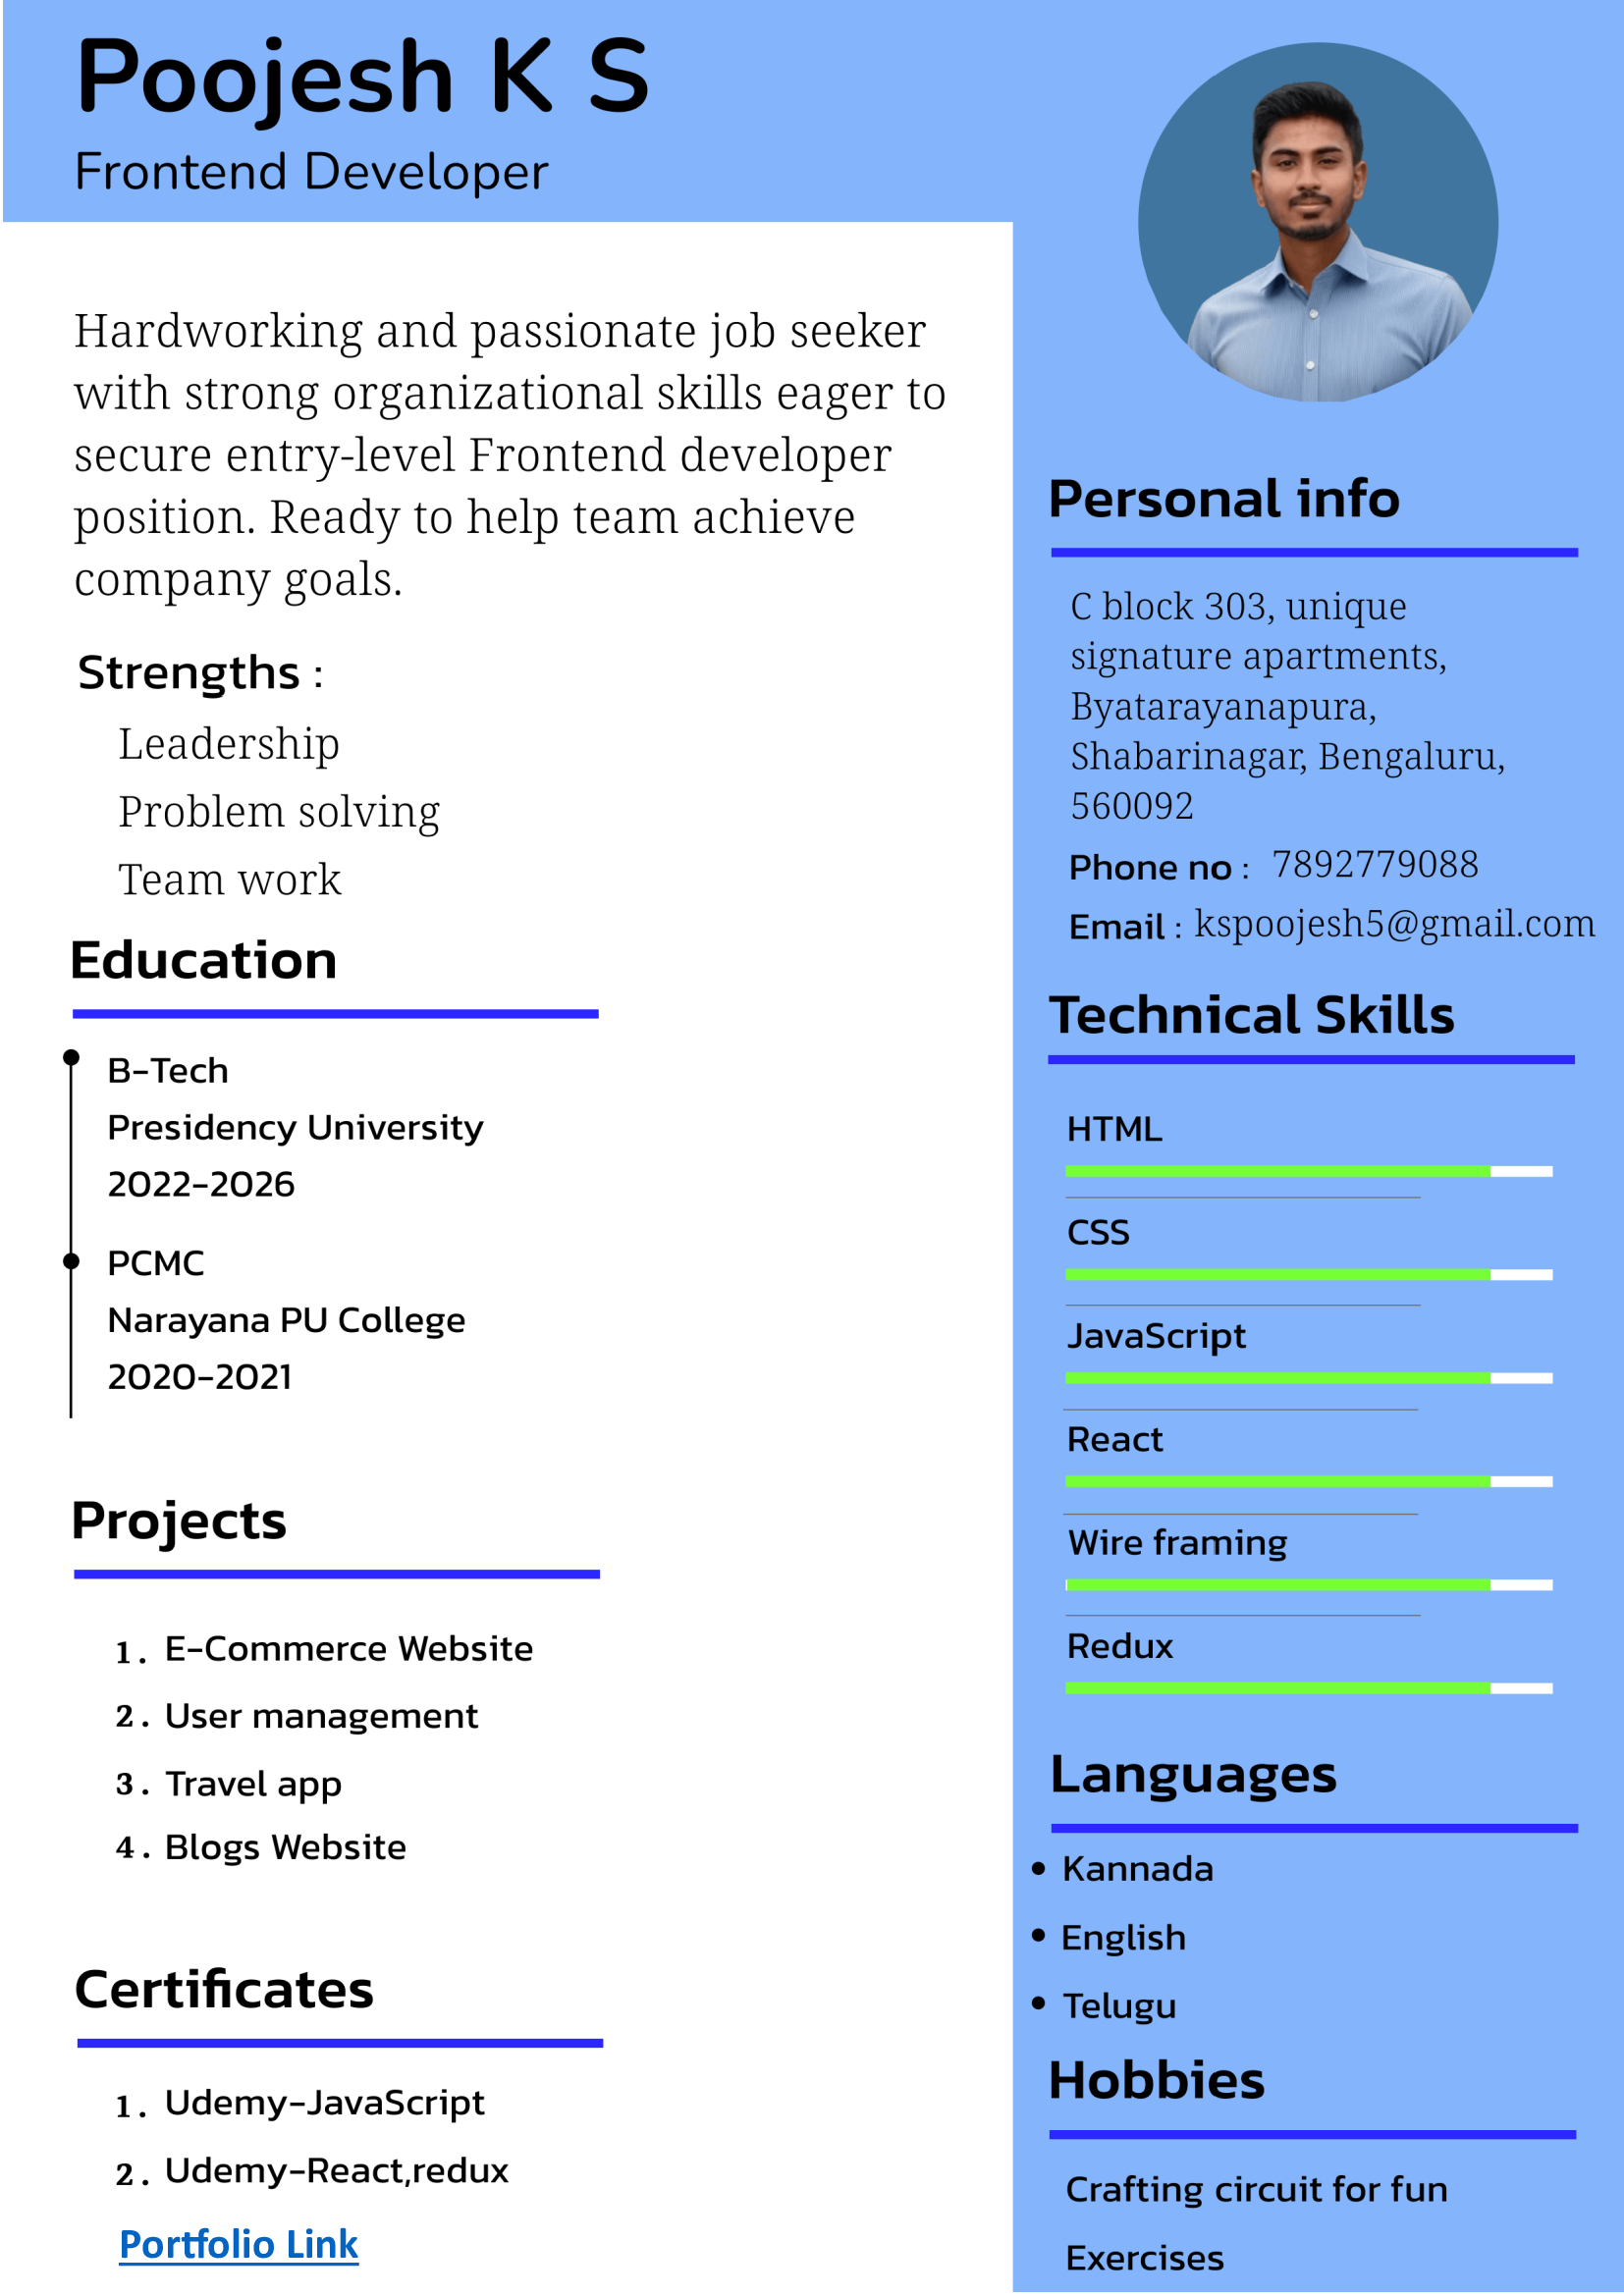 Poojesh K S
Frontend Developer
Hardworking and passionate job seeker
with strong organizational skills eager to
secure entry-level Frontend developer
position. Ready to help team achieve
company goals.
Strengths :
Leadership
Problem solving
Team work
Education
B-Tech
Presidency University
2022-2026
PCMC
Narayana PU College
2020-2021
Projects
1. E-Commerce Website
2. User management
3. Travel app
4. Blogs Website
Certificates
1. Udemy-JavaScript
2. Udemy-React,redux
Portfolio Link
Personal info
C block 303, unique
signature apartments,
Byatarayanapura,
Shabarinagar, Bengaluru,
560092
Phone no : 7892779088
Email : kspoojesh5@gmail.com
Technical Skills
HTML
CSS
JavaScript
React
Wire framing
Redux
Languages
• Kannada
• English
• Telugu
Hobbies
Crafting circuit for fun
Exercises